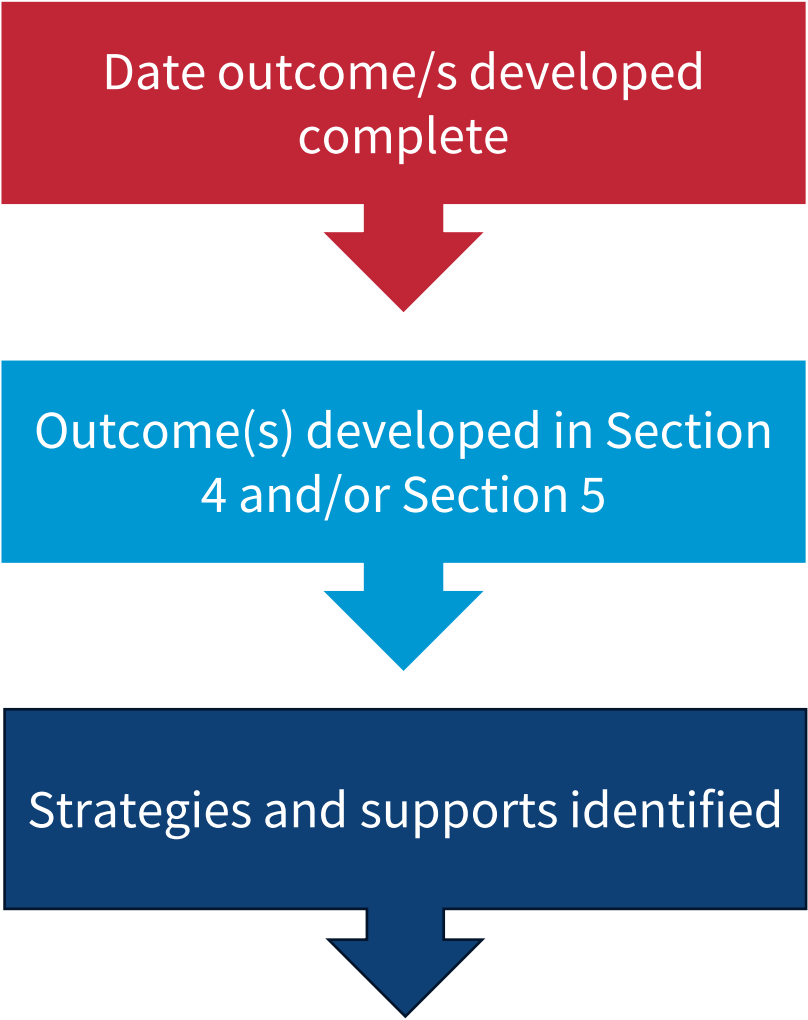 Date outcome/s developed
complete
Outcome(s) developed in Section
4 and/or Section 5
Strategies and supports identified